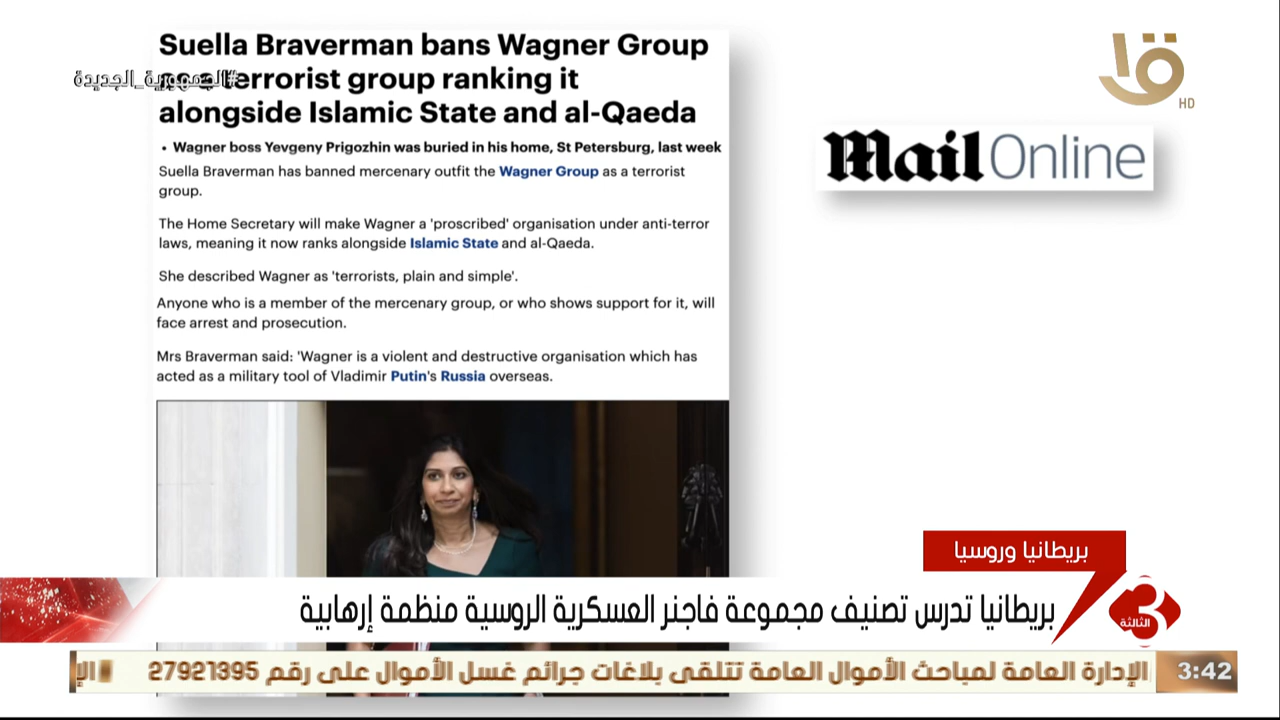 Suella Braverman bans Wagner Group
terrorist group ranking it
alongside Islamic State and al-Qaeda
#الجمهورية_الجديدة
• Wagner boss Yevgeny Prigozhin was buried in his home, St Petersburg, last week
Suella Braverman has banned mercenary outfit the Wagner Group as a terrorist
group.
The Home Secretary will make Wagner a 'proscribed' organisation under anti-terror
laws, meaning it now ranks alongside Islamic State and al-Qaeda.
She described Wagner as 'terrorists, plain and simple'.
Anyone who is a member of the mercenary group, or who shows support for it, will
face arrest and prosecution.
Mrs Braverman said: 'Wagner is a violent and destructive organisation which has
acted as a military tool of Vladimir Putin's Russia overseas.
HD
Mail Online
بريطانيا وروسيا
بريطانيا تدرس تصنيف مجموعة فاجنر العسكرية الروسية منظمة إرهابية
3 الثالثة
3:42
الإدارة العامة لمباحث الأموال العامة تتلقى بلاغات جرائم غسل الأموال على رقم 27921395